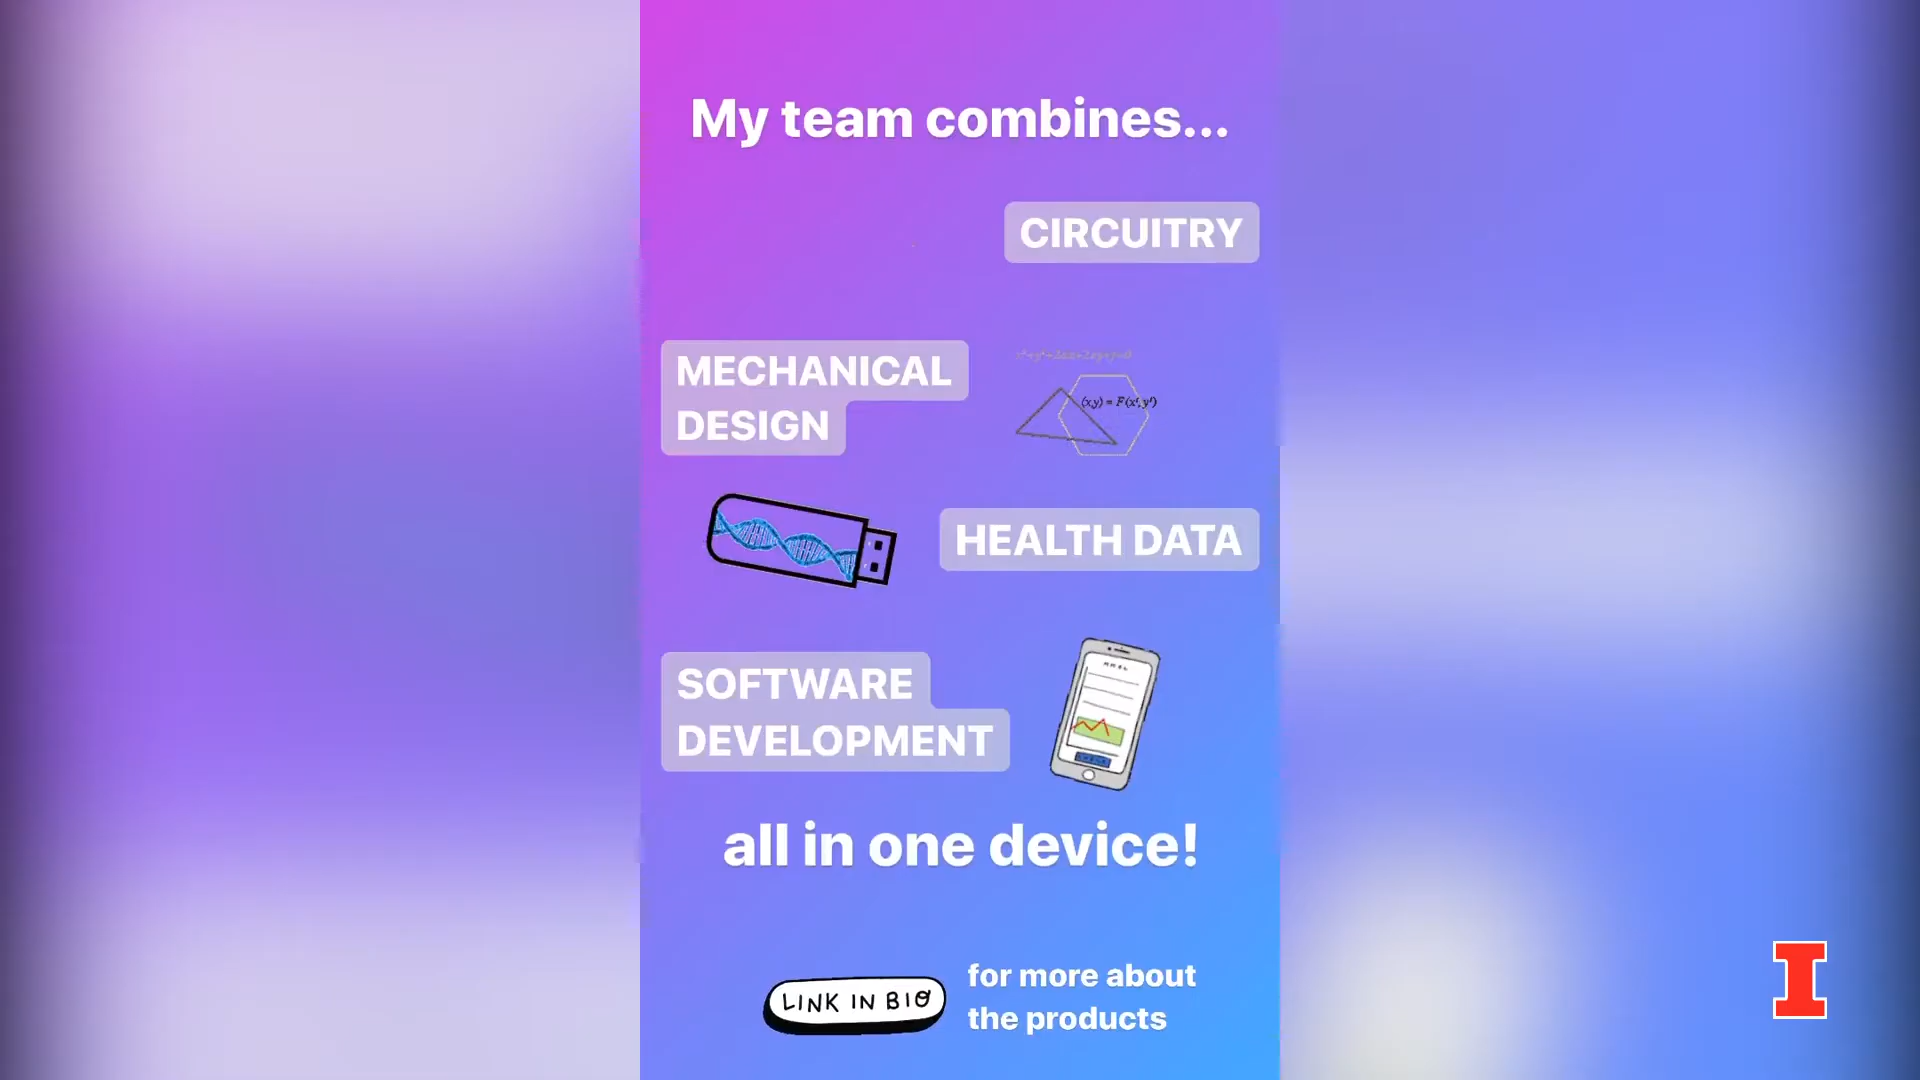 My team combines...
CIRCUITRY
MECHANICAL
DESIGN
(x,y) = F(x',y')
HEALTH DATA
SOFTWARE
DEVELOPMENT
all in one device!
LINK IN BIO
for more about
the products
I